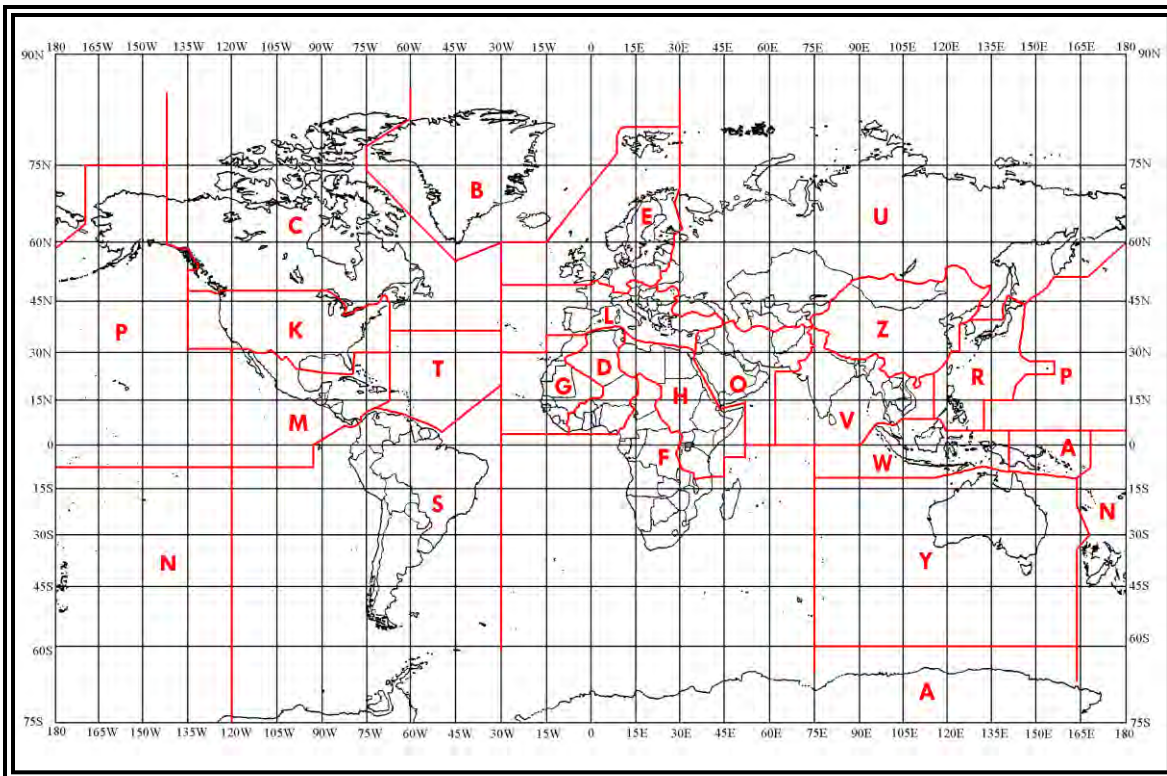 180 165W 150W 135W 120W 105W 90W 75W 60W 45W 30W 15W 0 15E 30E 45E 60E 75E 90E 105E 120E 135E 150E 165E 180
90N 90N
75N 75N
B
E
C U
60N 60N
45N 45N
P K L Z
30N T D R P 30N
G H O
15N M V 15N
0 F W A 0
15S S N 15S
30S 30S
N Y
45S 45S
60S 60S
A
75S 75S
180 165W 150W 135W 120W 105W 90W 75W 60W 45W 30W 15W 0 15E 30E 45E 60E 75E 90E 105E 120E 135E 150E 165E 180